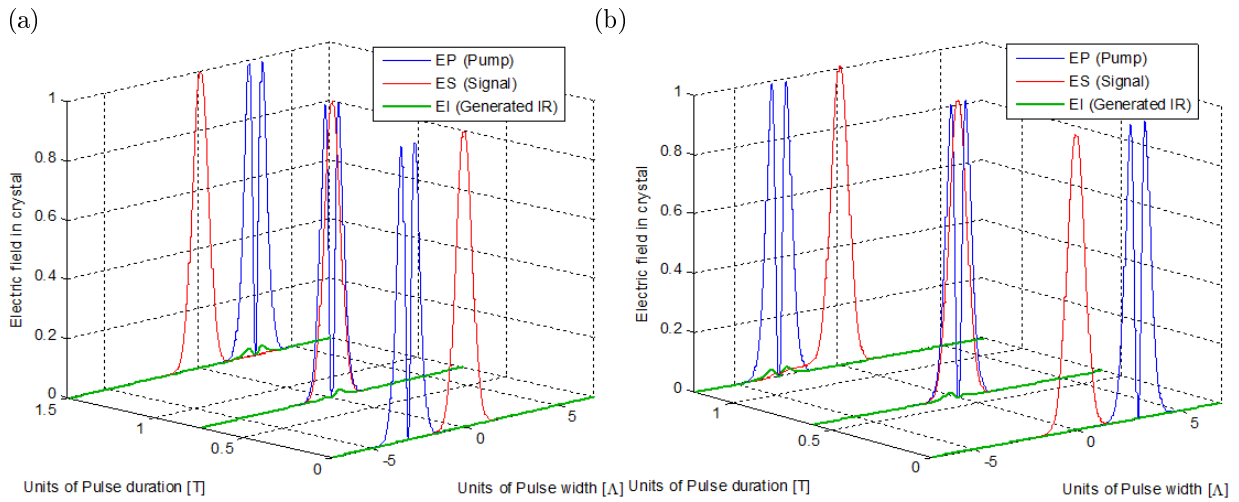 (a)
EP (Pump)
ES (Signal)
EI (Generated IR)
Electric field in crystal
1
0.8
0.6
0.4
0.2
0
1.5
1
0.5
0
-5
0
5
Units of Pulse duration [T]
Units of Pulse width [Λ]
(b)
EP (Pump)
ES (Signal)
EI (Generated IR)
Electric field in crystal
1
0.8
0.6
0.4
0.2
0
1
0.5
0
-5
0
5
Units of Pulse duration [T]
Units of Pulse width [Λ]